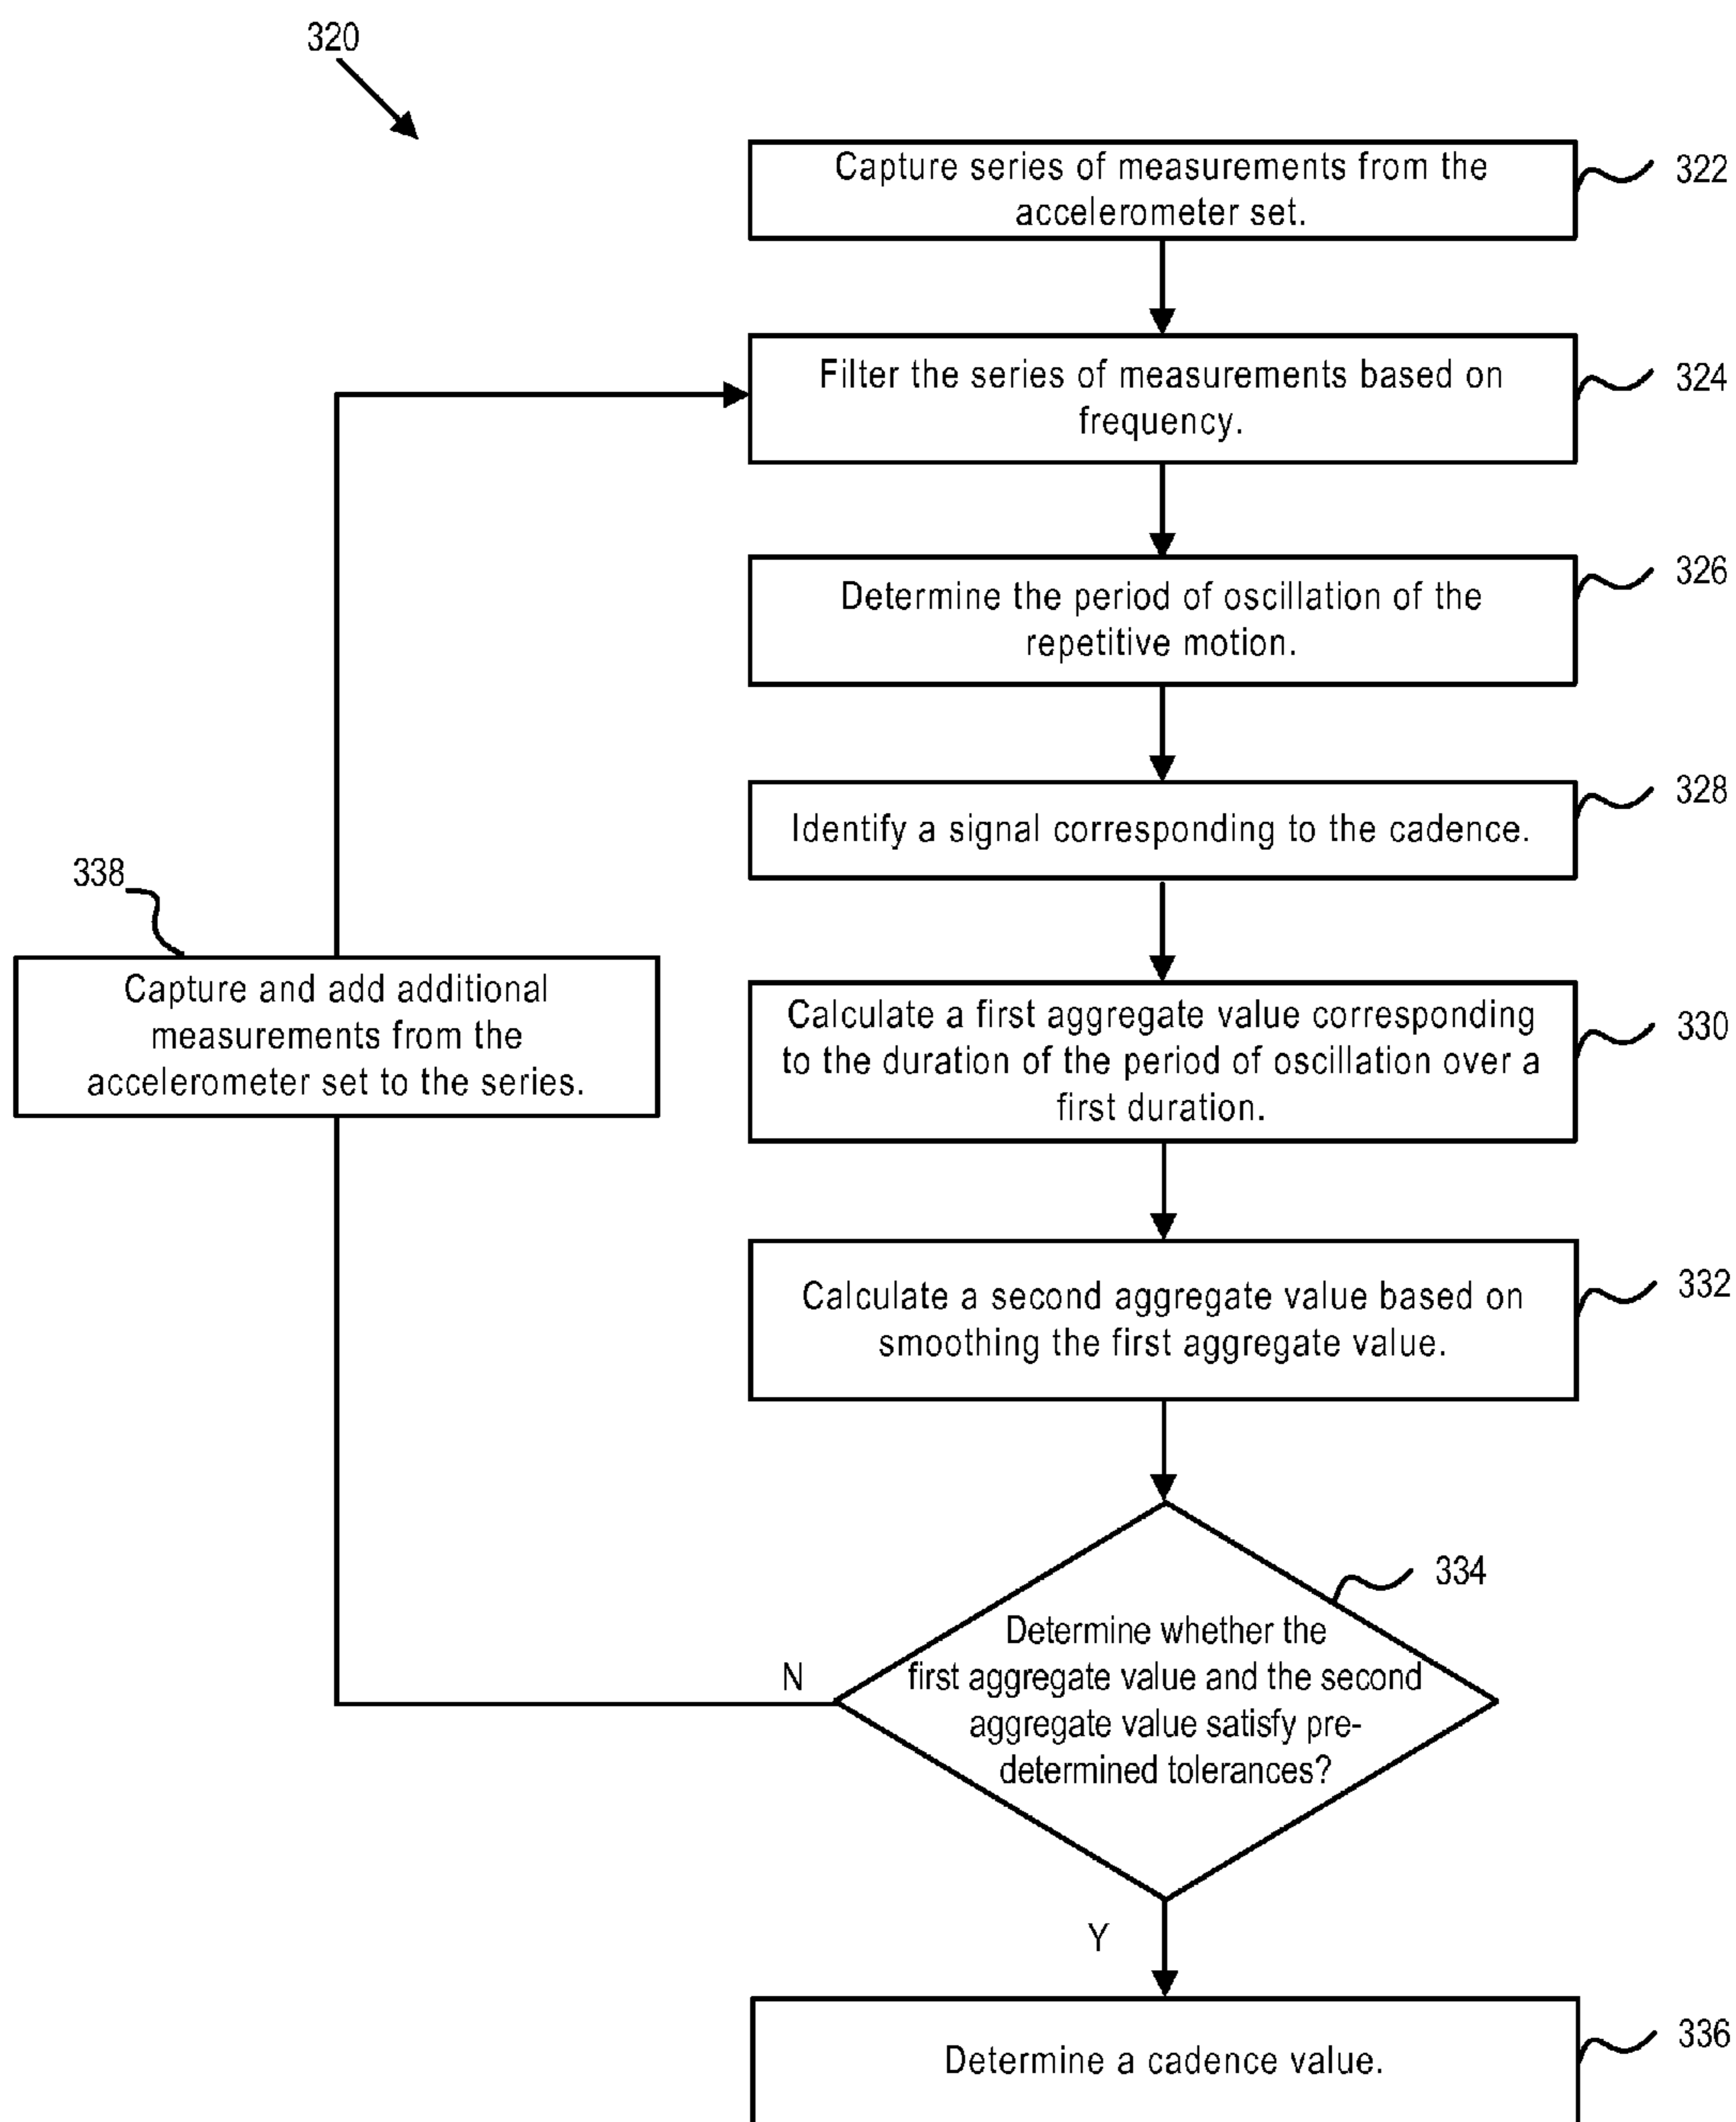 320
Capture series of measurements from the
accelerometer set.
322
Filter the series of measurements based on
frequency.
324
Determine the period of oscillation of the
repetitive motion.
326
Identify a signal corresponding to the cadence.
328
338
Capture and add additional
measurements from the
accelerometer set to the series.
Calculate a first aggregate value corresponding
to the duration of the period of oscillation over a
first duration.
330
Calculate a second aggregate value based on
smoothing the first aggregate value.
332
334
Determine whether the
first aggregate value and the second
aggregate value satisfy pre-
determined tolerances?
N
Y
Determine a cadence value.
336